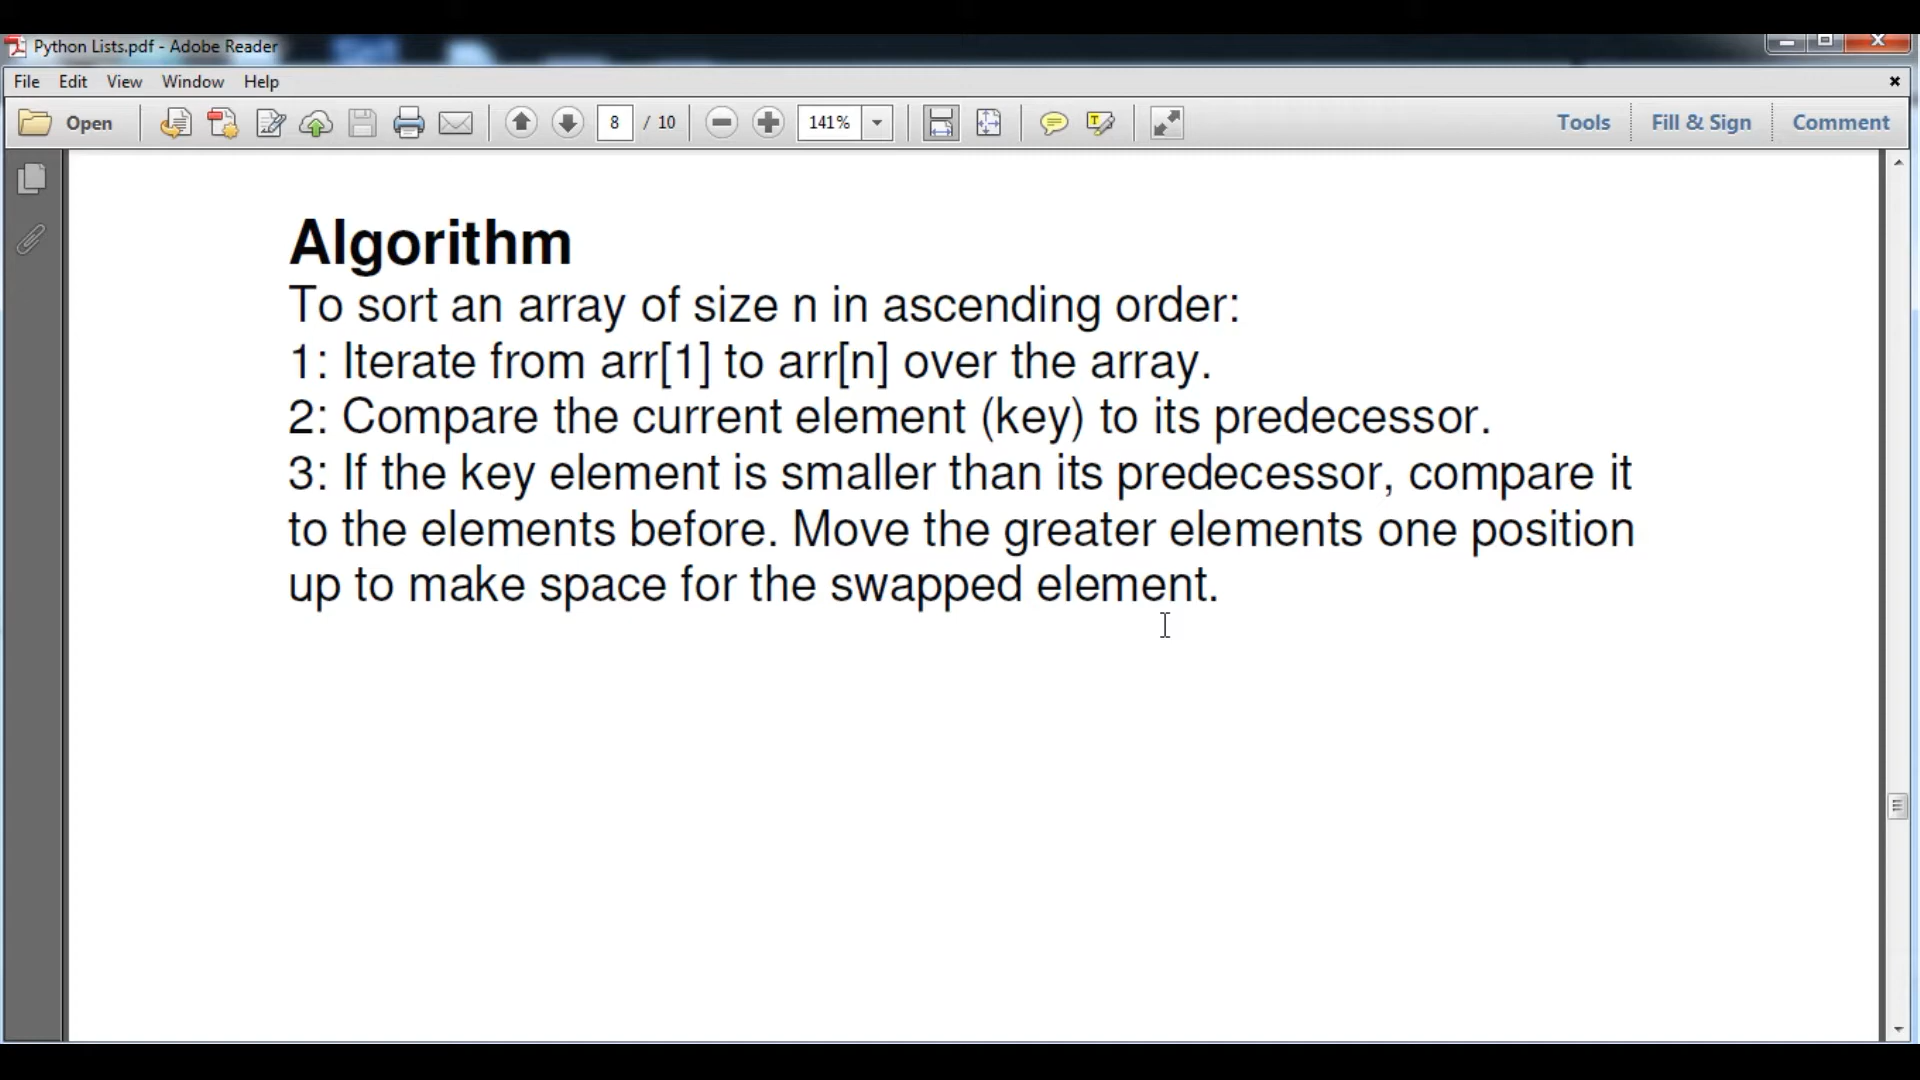 Python Lists.pdf - Adobe Reader
File Edit View Window Help
Open 8 / 10 141% Tools Fill & Sign Comment
Algorithm
To sort an array of size n in ascending order:
1: Iterate from arr[1] to arr[n] over the array.
2: Compare the current element (key) to its predecessor.
3: If the key element is smaller than its predecessor, compare it
to the elements before. Move the greater elements one position
up to make space for the swapped element.